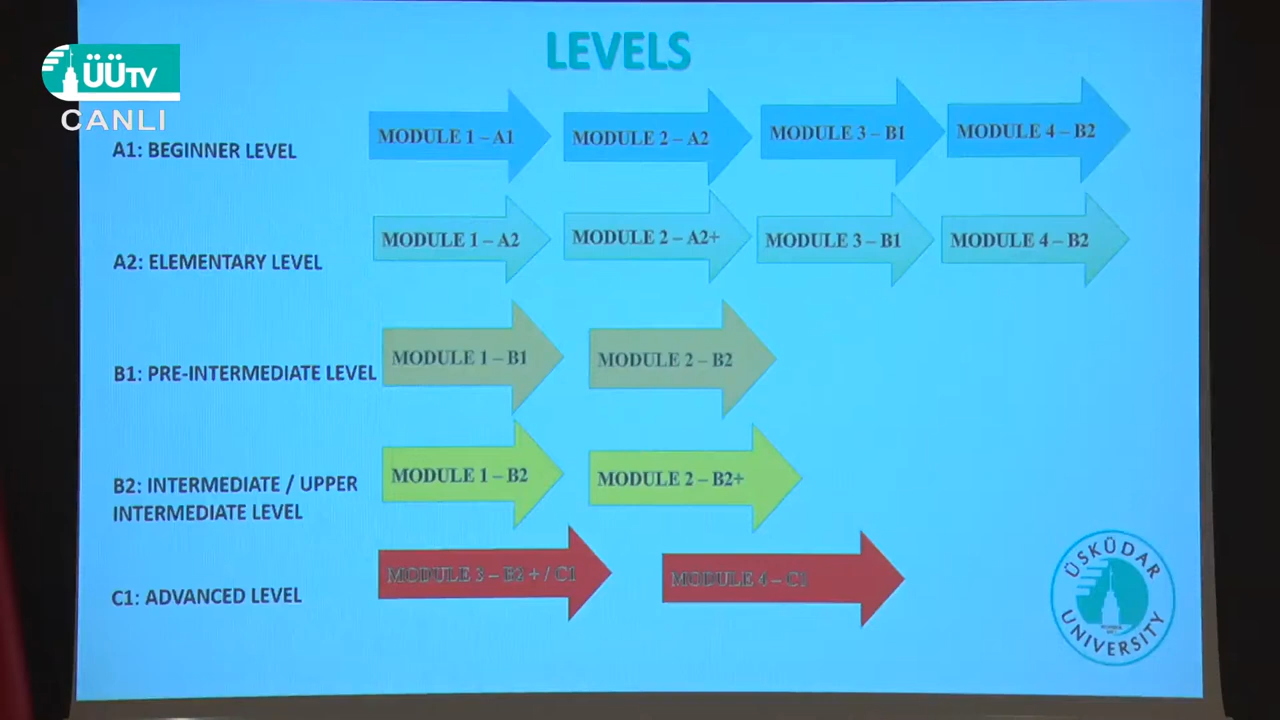 LEVELS
ÜÜTV
CANLI
A1: BEGINNER LEVEL
MODULE 1 – A1
MODULE 2 – A2
MODULE 3 – B1
MODULE 4 – B2
A2: ELEMENTARY LEVEL
MODULE 1 – A2
MODULE 2 – A2+
MODULE 3 – B1
MODULE 4 – B2
B1: PRE-INTERMEDIATE LEVEL
MODULE 1 – B1
MODULE 2 – B2
B2: INTERMEDIATE / UPPER
INTERMEDIATE LEVEL
MODULE 1 – B2
MODULE 2 – B2+
C1: ADVANCED LEVEL
MODULE 3 – B2 + / C1
MODULE 4 – C1
ÜSKÜDAR
UNIVERSITY